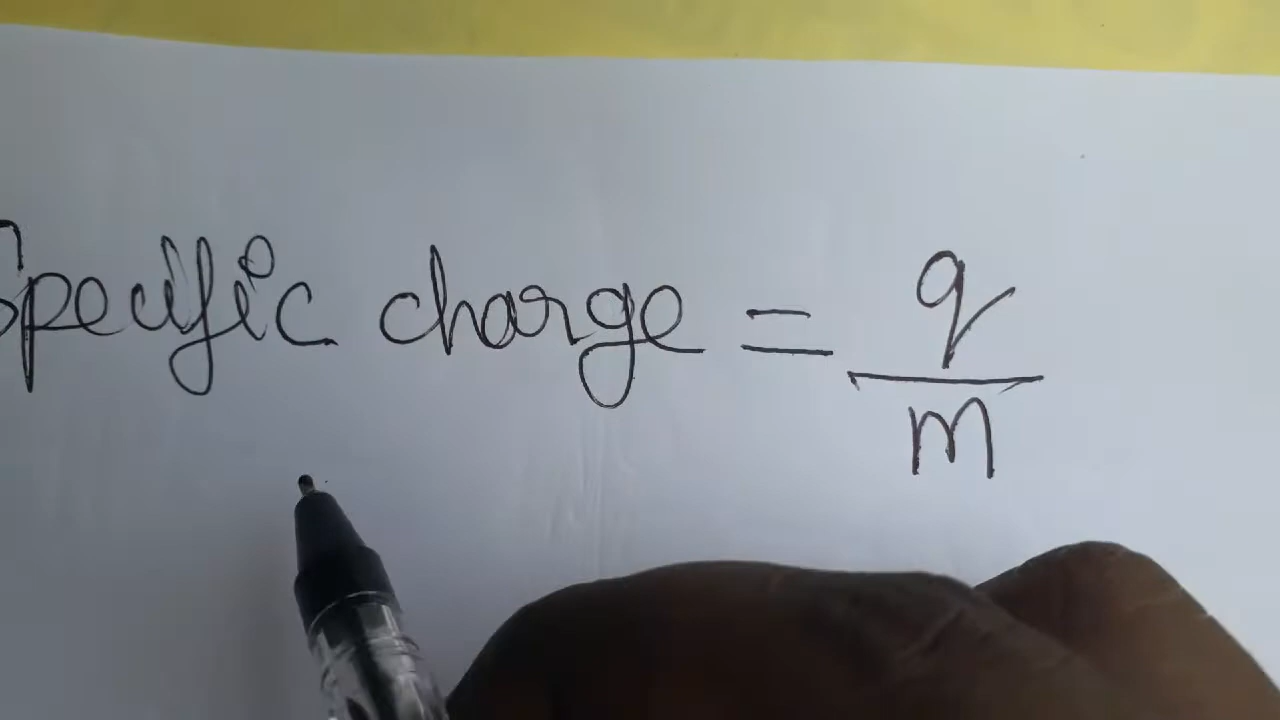 Specific charge = q
m